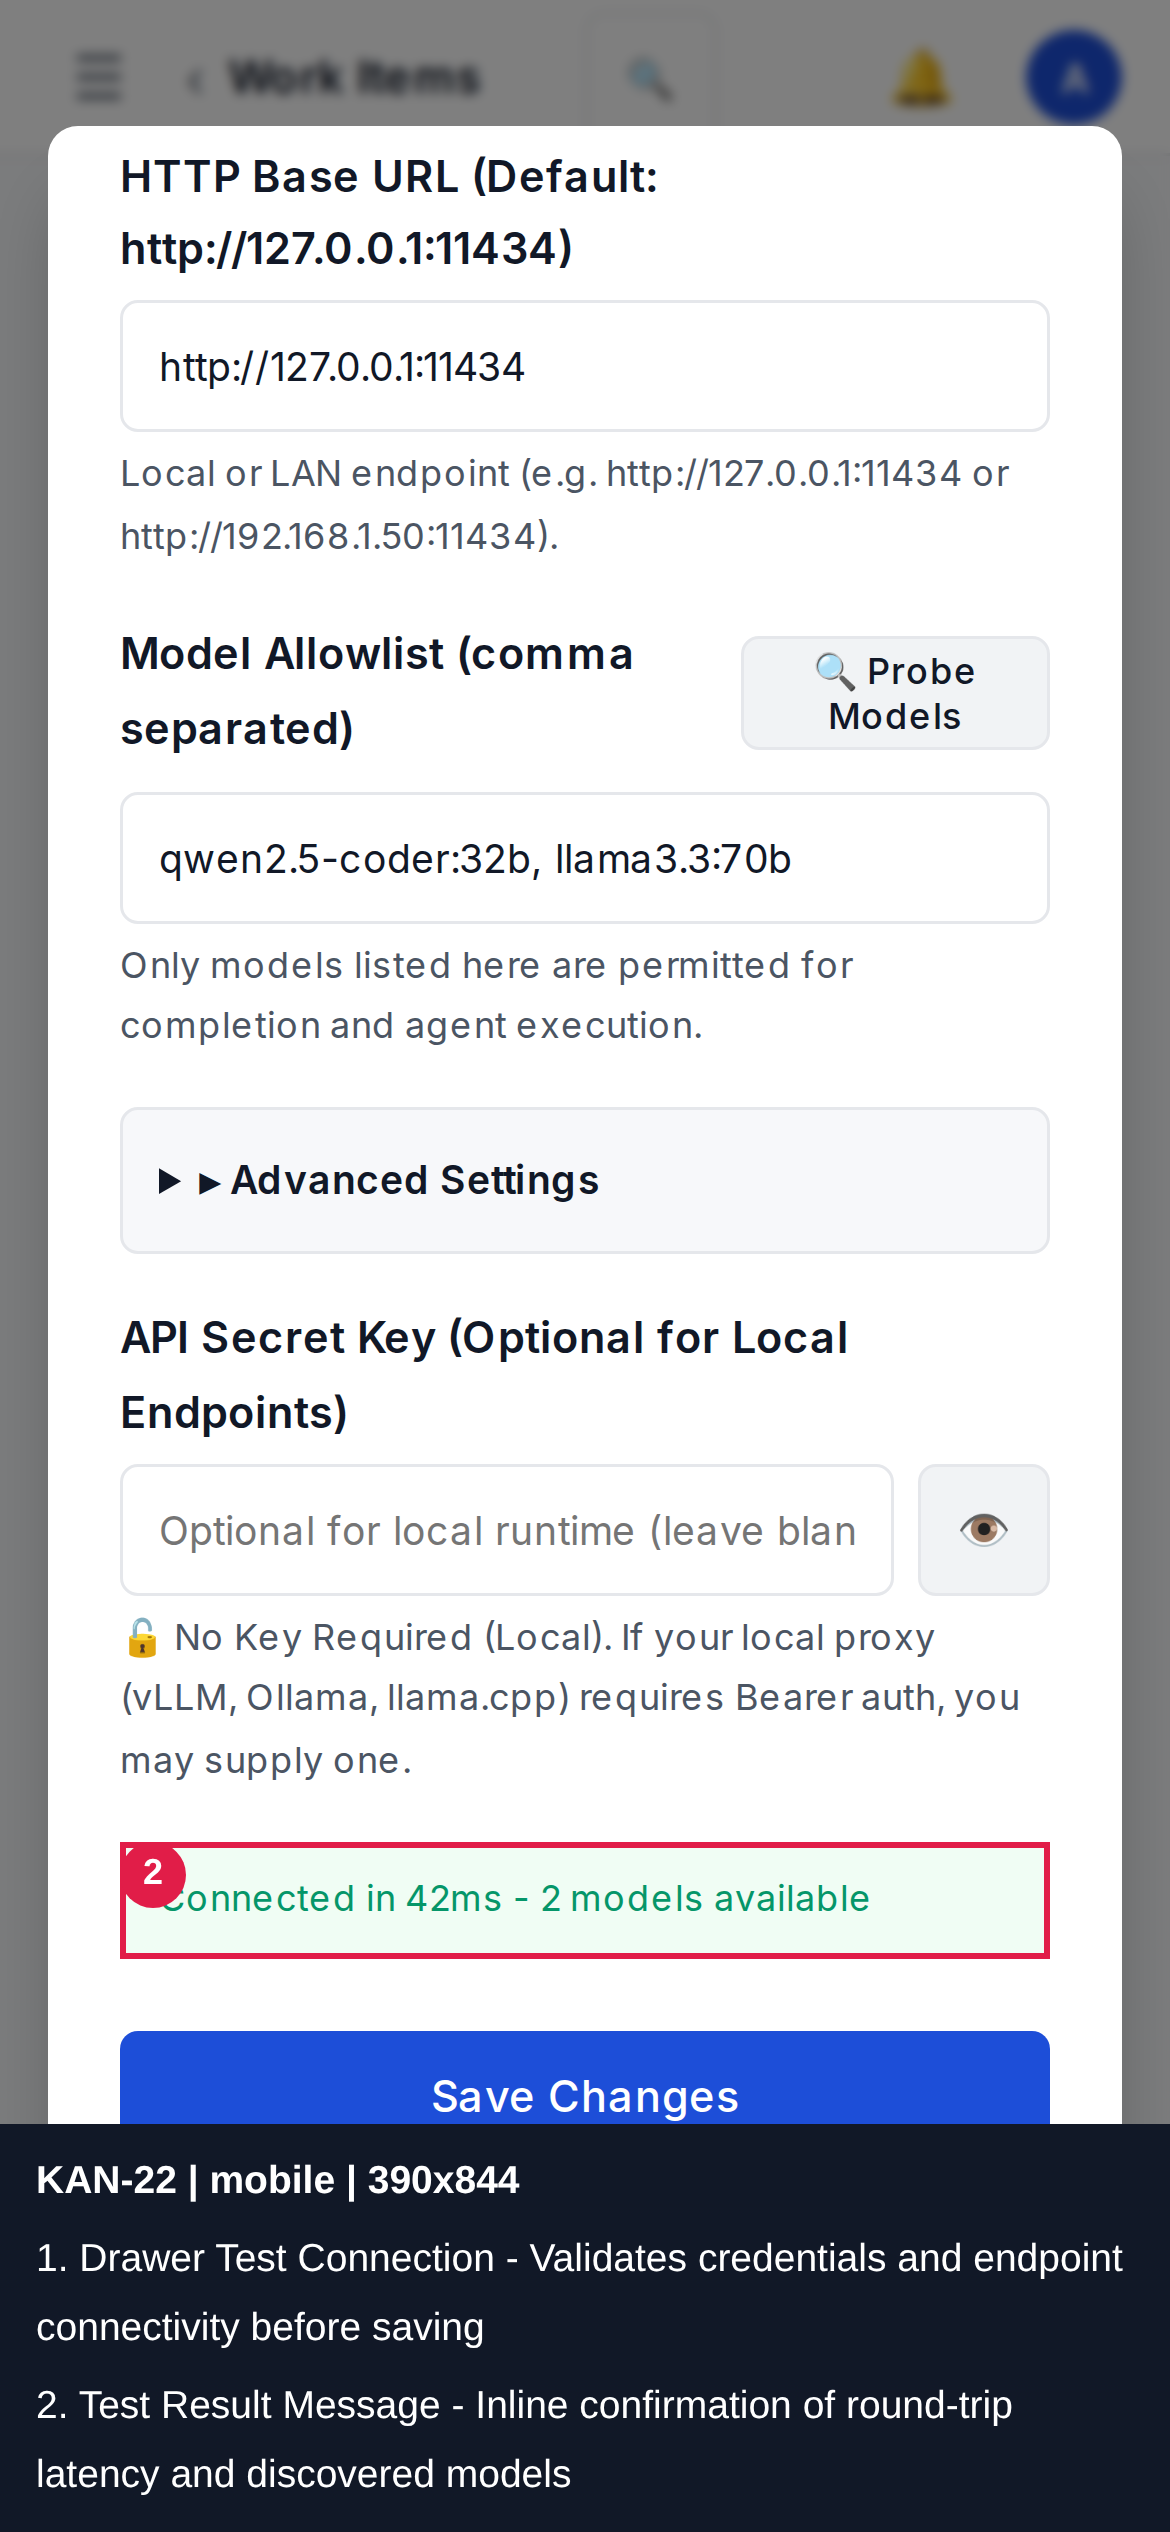 Work Items
A
HTTP Base URL (Default:
http://127.0.0.1:11434)
http://127.0.0.1:11434
Local or LAN endpoint (e.g. http://127.0.0.1:11434 or
http://192.168.1.50:11434).
Model Allowlist (comma
separated)
Probe
Models
qwen2.5-coder:32b, llama3.3:70b
Only models listed here are permitted for
completion and agent execution.
Advanced Settings
API Secret Key (Optional for Local
Endpoints)
Optional for local runtime (leave blan
No Key Required (Local). If your local proxy
(vLLM, Ollama, llama.cpp) requires Bearer auth, you
may supply one.
2
Connected in 42ms - 2 models available
Save Changes
KAN-22 | mobile | 390x844
1. Drawer Test Connection - Validates credentials and endpoint
connectivity before saving
2. Test Result Message - Inline confirmation of round-trip
latency and discovered models